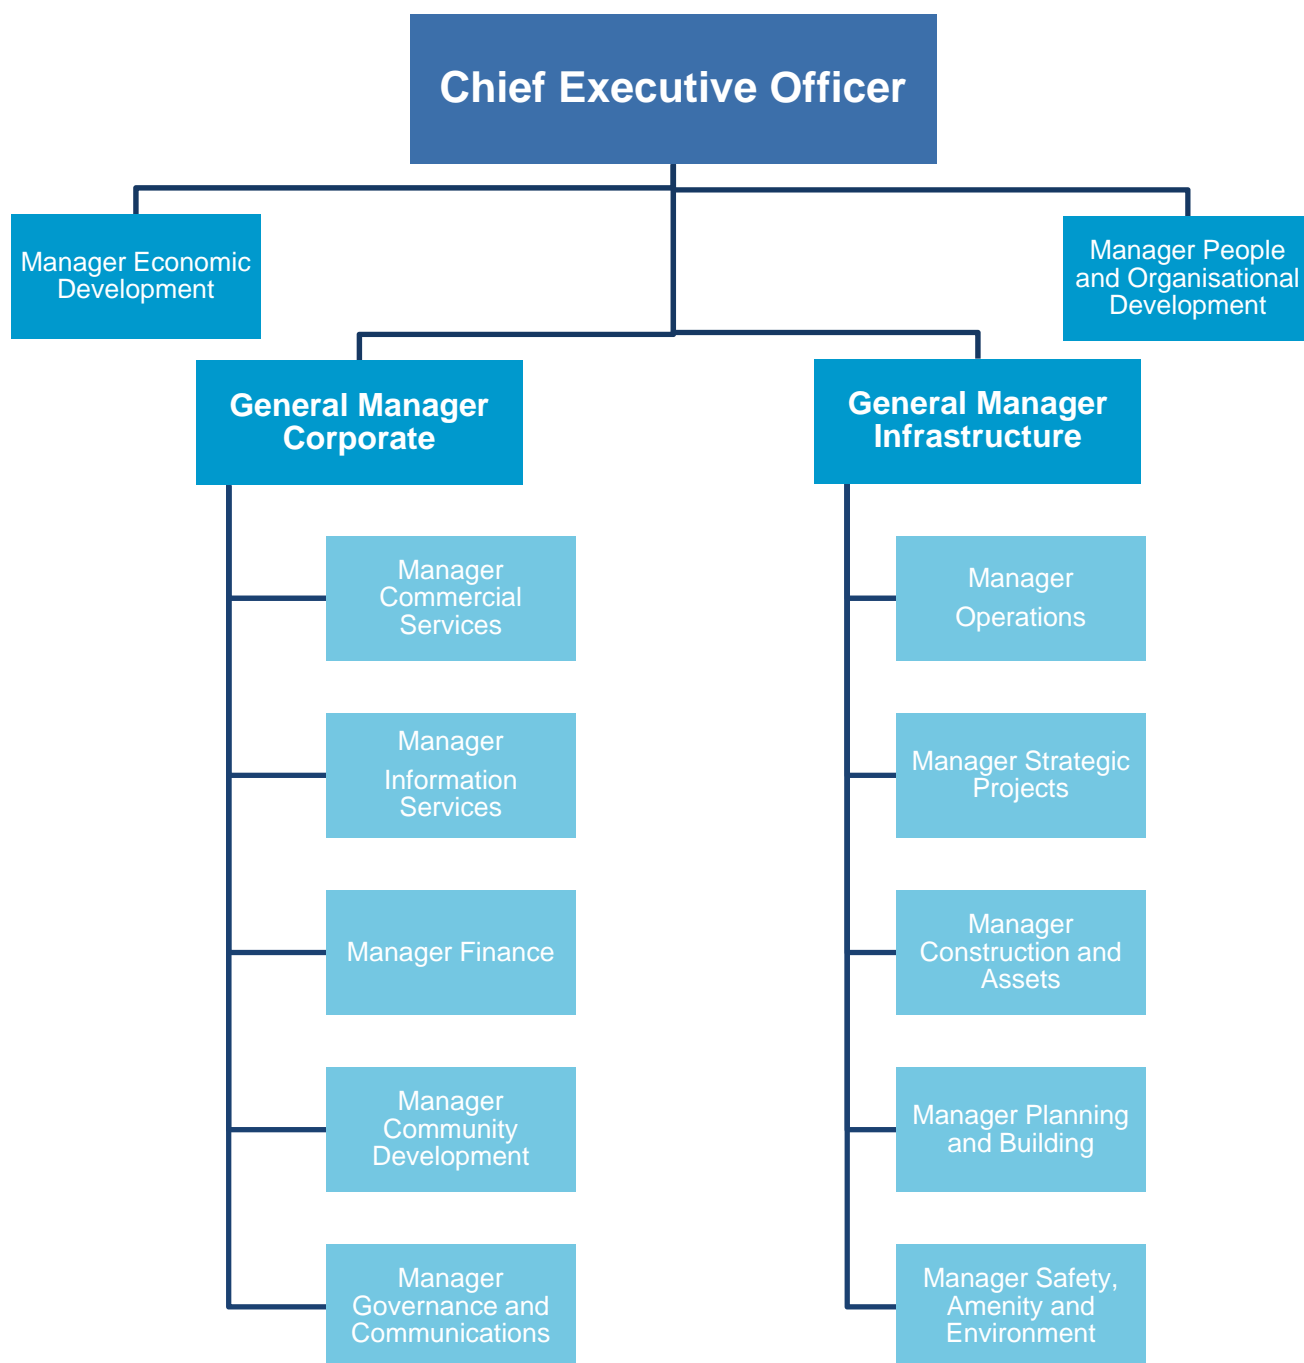 Chief Executive Officer
Manager Economic
Development
Manager People
and Organisational
Development
General Manager
Corporate
General Manager
Infrastructure
Manager
Commercial
Services
Manager
Information
Services
Manager Finance
Manager
Community
Development
Manager
Governance and
Communications
Manager
Operations
Manager Strategic
Projects
Manager
Construction and
Assets
Manager Planning
and Building
Manager Safety,
Amenity and
Environment